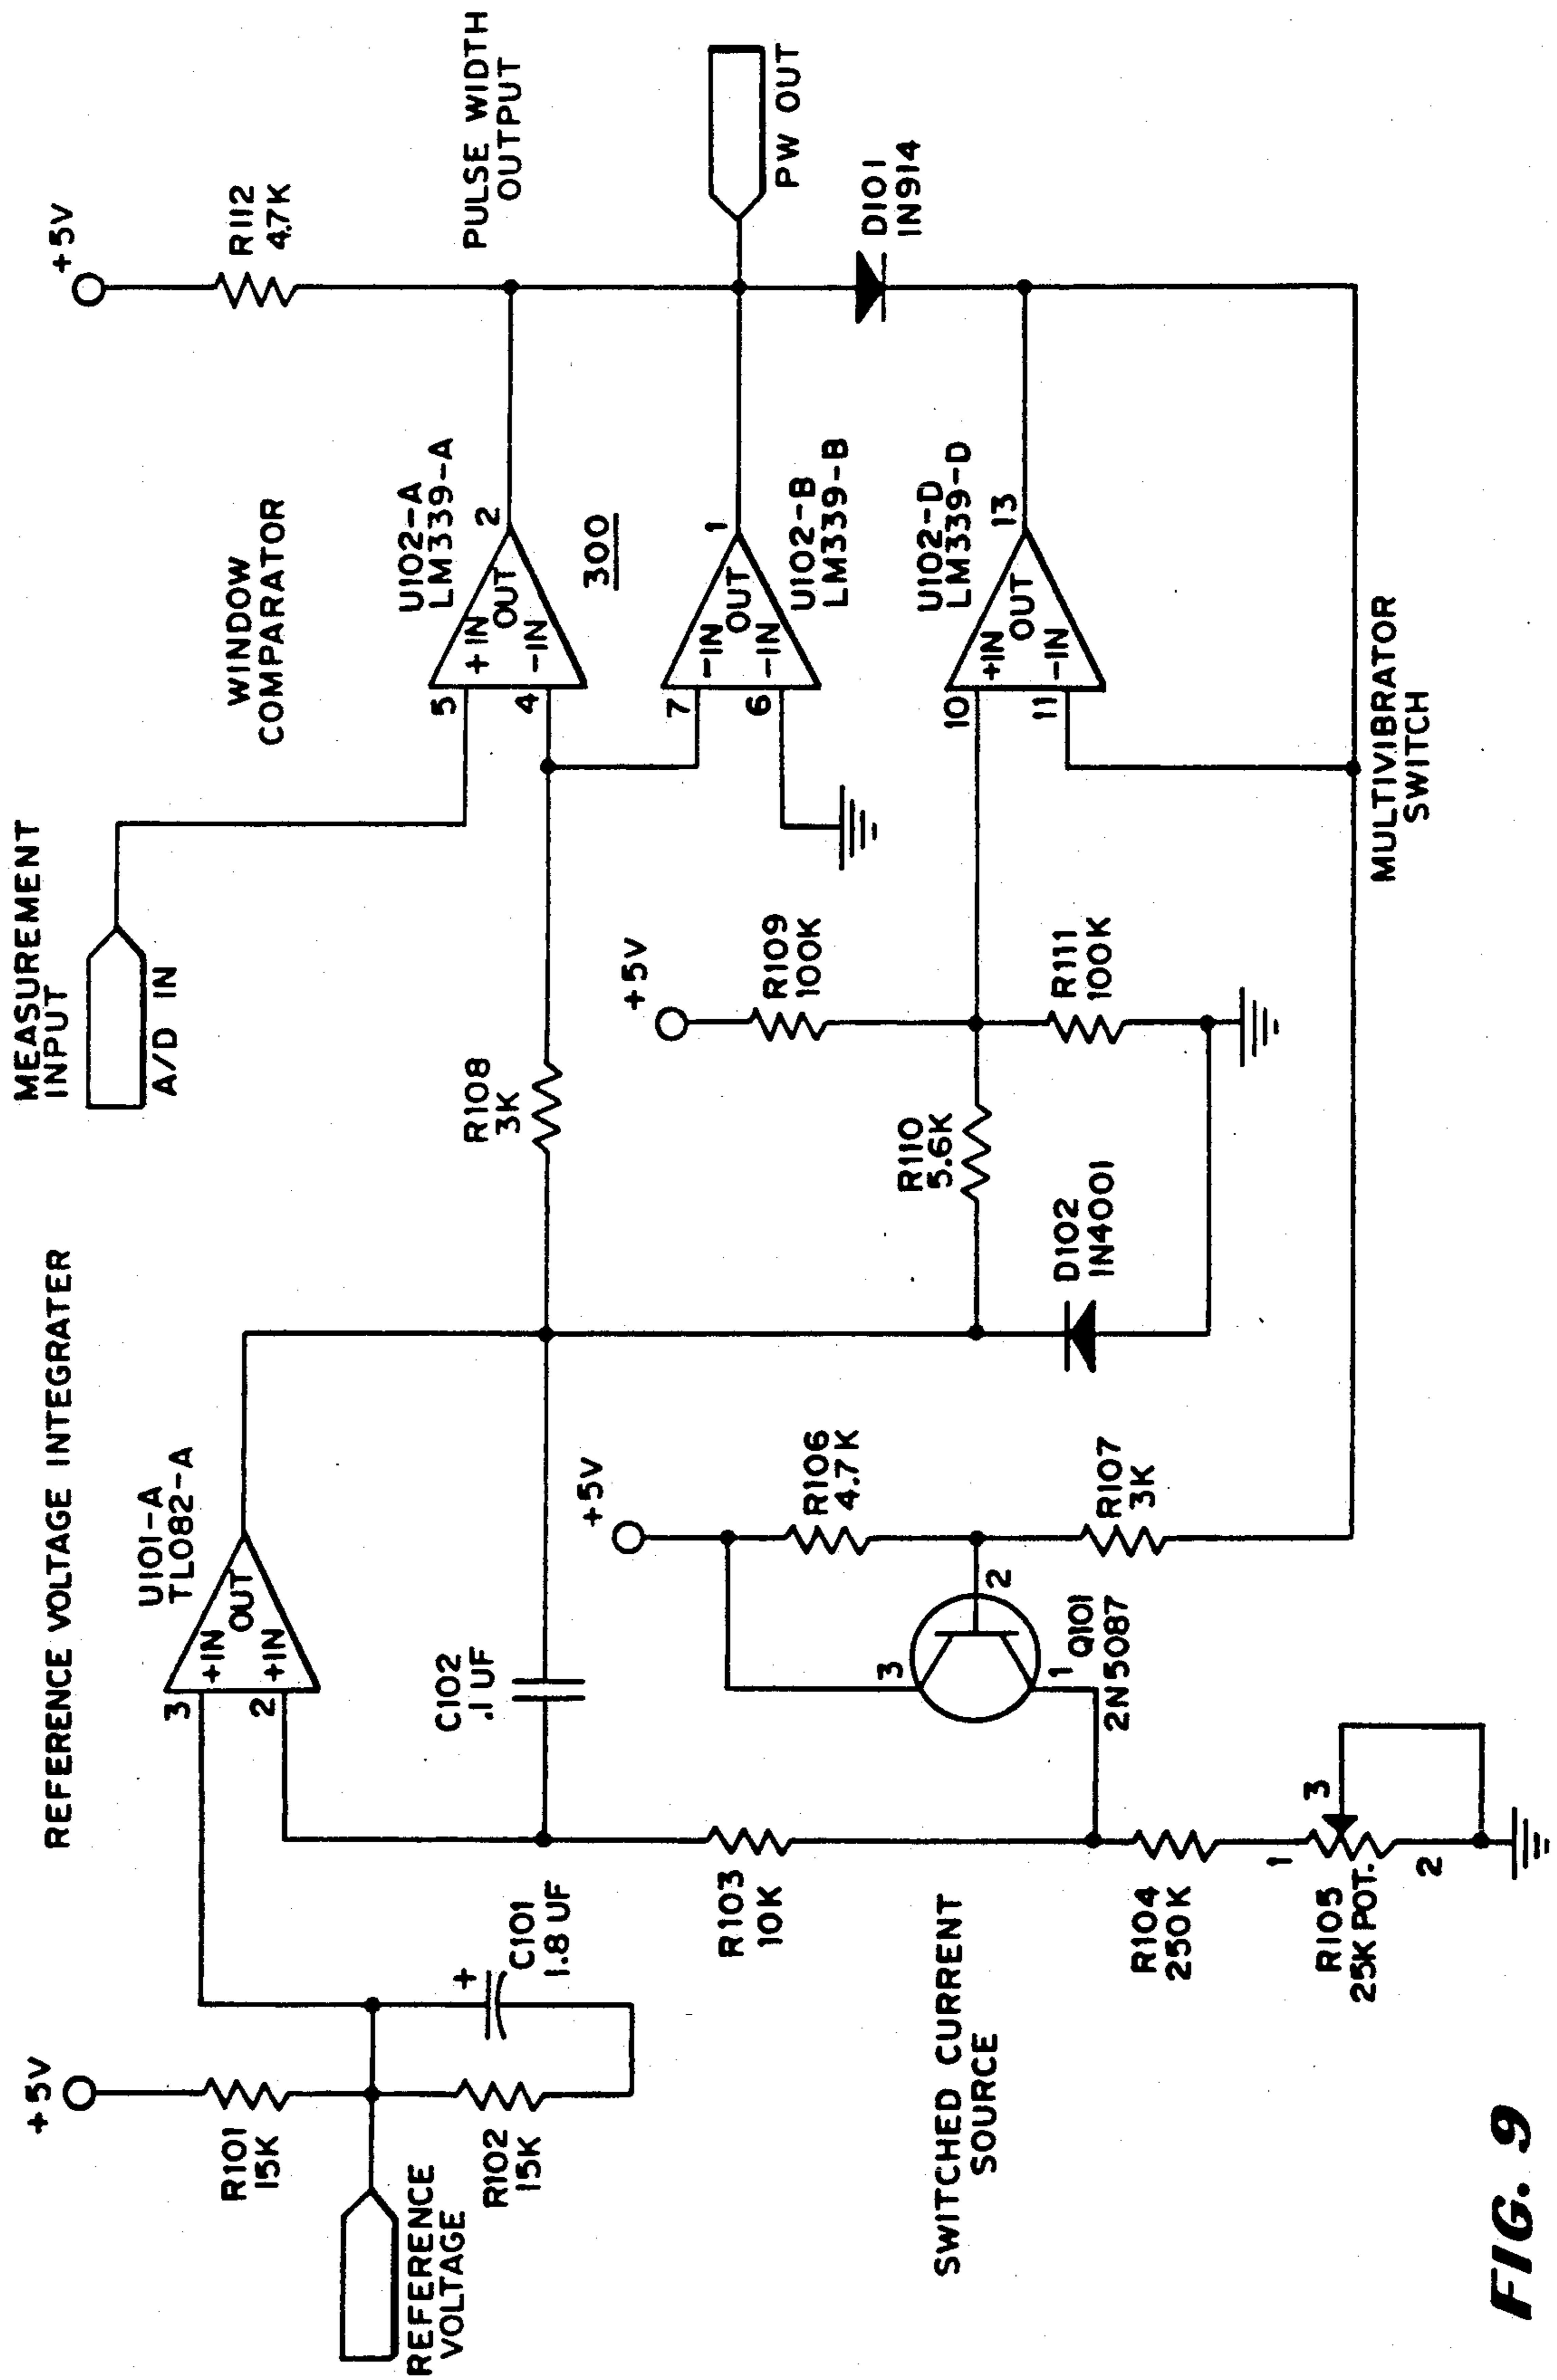 REFERENCE VOLTAGE INTEGRATER
MEASUREMENT
INPUT
A/D IN
WINDOW
COMPARATOR
+5V
R112
4.7K
PULSE WIDTH
OUTPUT
PW OUT
D101
IN914
U102-A
LM339-A
5
+IN
OUT
-IN
4
2
300
U102-B
LM339-B
7
-IN
OUT
-IN
6
1
U102-D
LM339-D
10
+IN
OUT
-IN
11
13
MULTIVIBRATOR
SWITCH
R108
3K
+5V
R109
100K
R111
100K
R110
5.6K
D102
IN4001
U101-A
TL082-A
3
+IN
OUT
+IN
2
C102
.1 UF
+5V
R106
4.7K
R107
3K
3
2
1
Q101
2N5087
+5V
R101
15K
R102
15K
C101
1.8 UF
+
REFERENCE
VOLTAGE
R103
10K
R104
250K
1
3
2
R105
25K POT.
SWITCHED CURRENT
SOURCE
FIG. 9